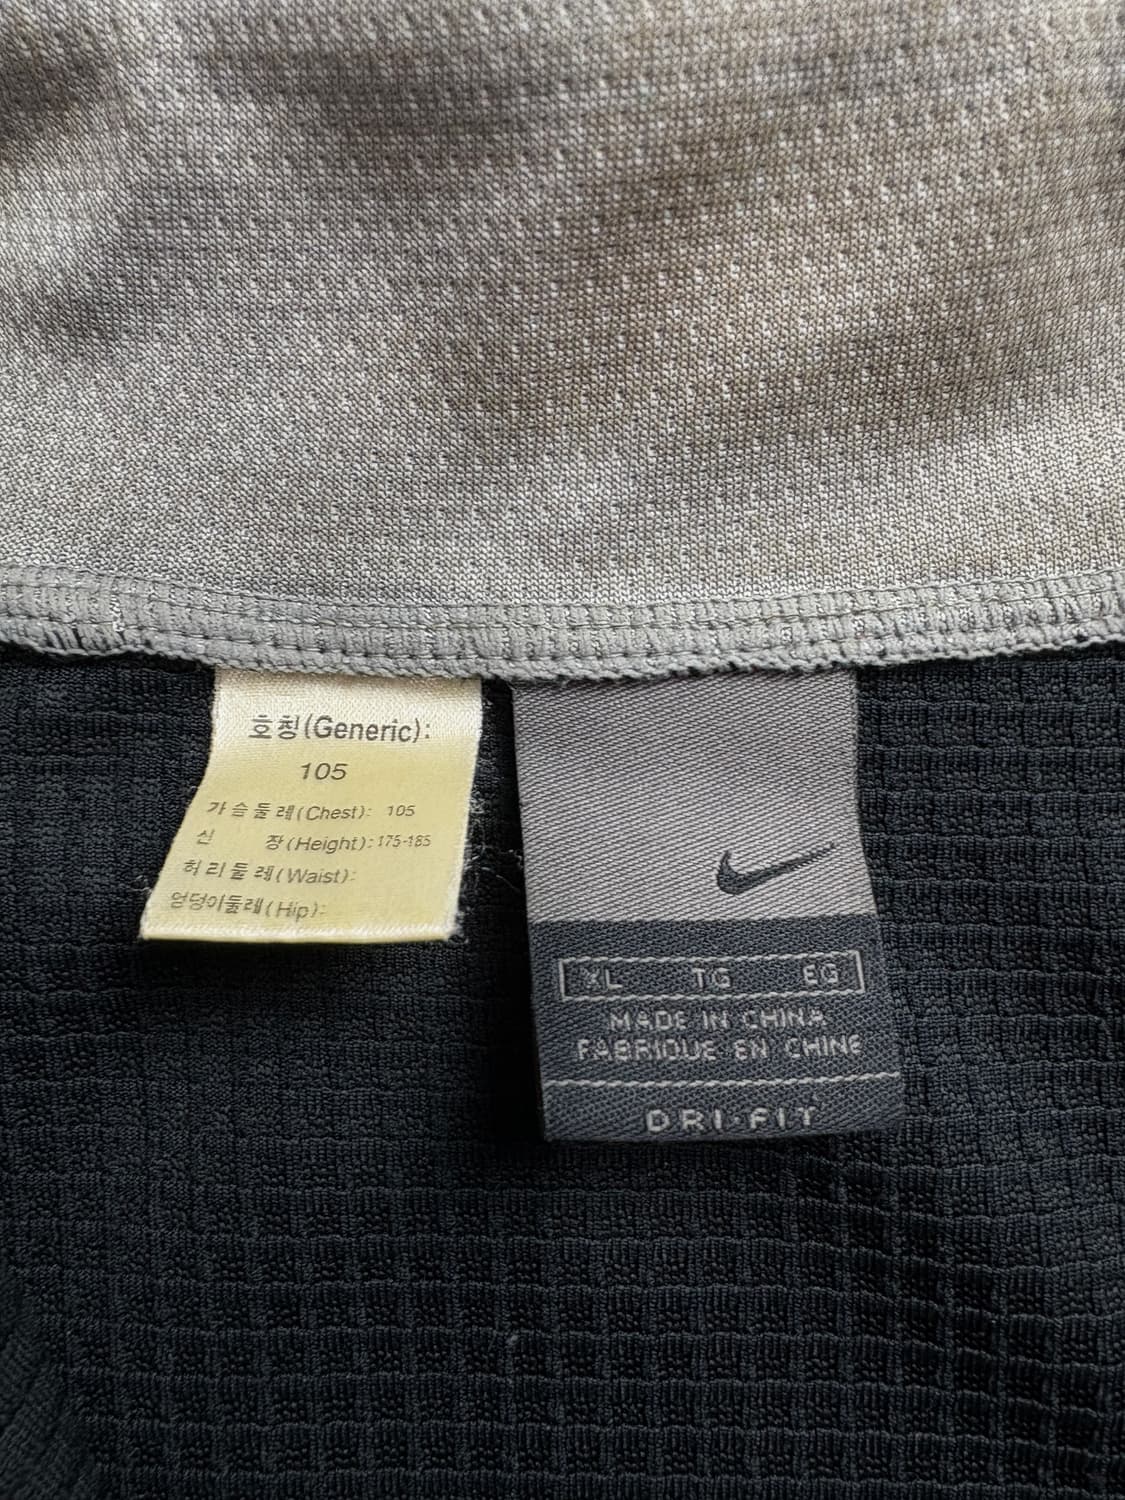 호칭(Generic):
105
가슴둘레(Chest): 105
신 장(Height): 175-185
허리둘레(Waist):
엉덩이둘레(Hip):
XL TG EG
MADE IN CHINA
FABRIQUE EN CHINE
DRI-FIT